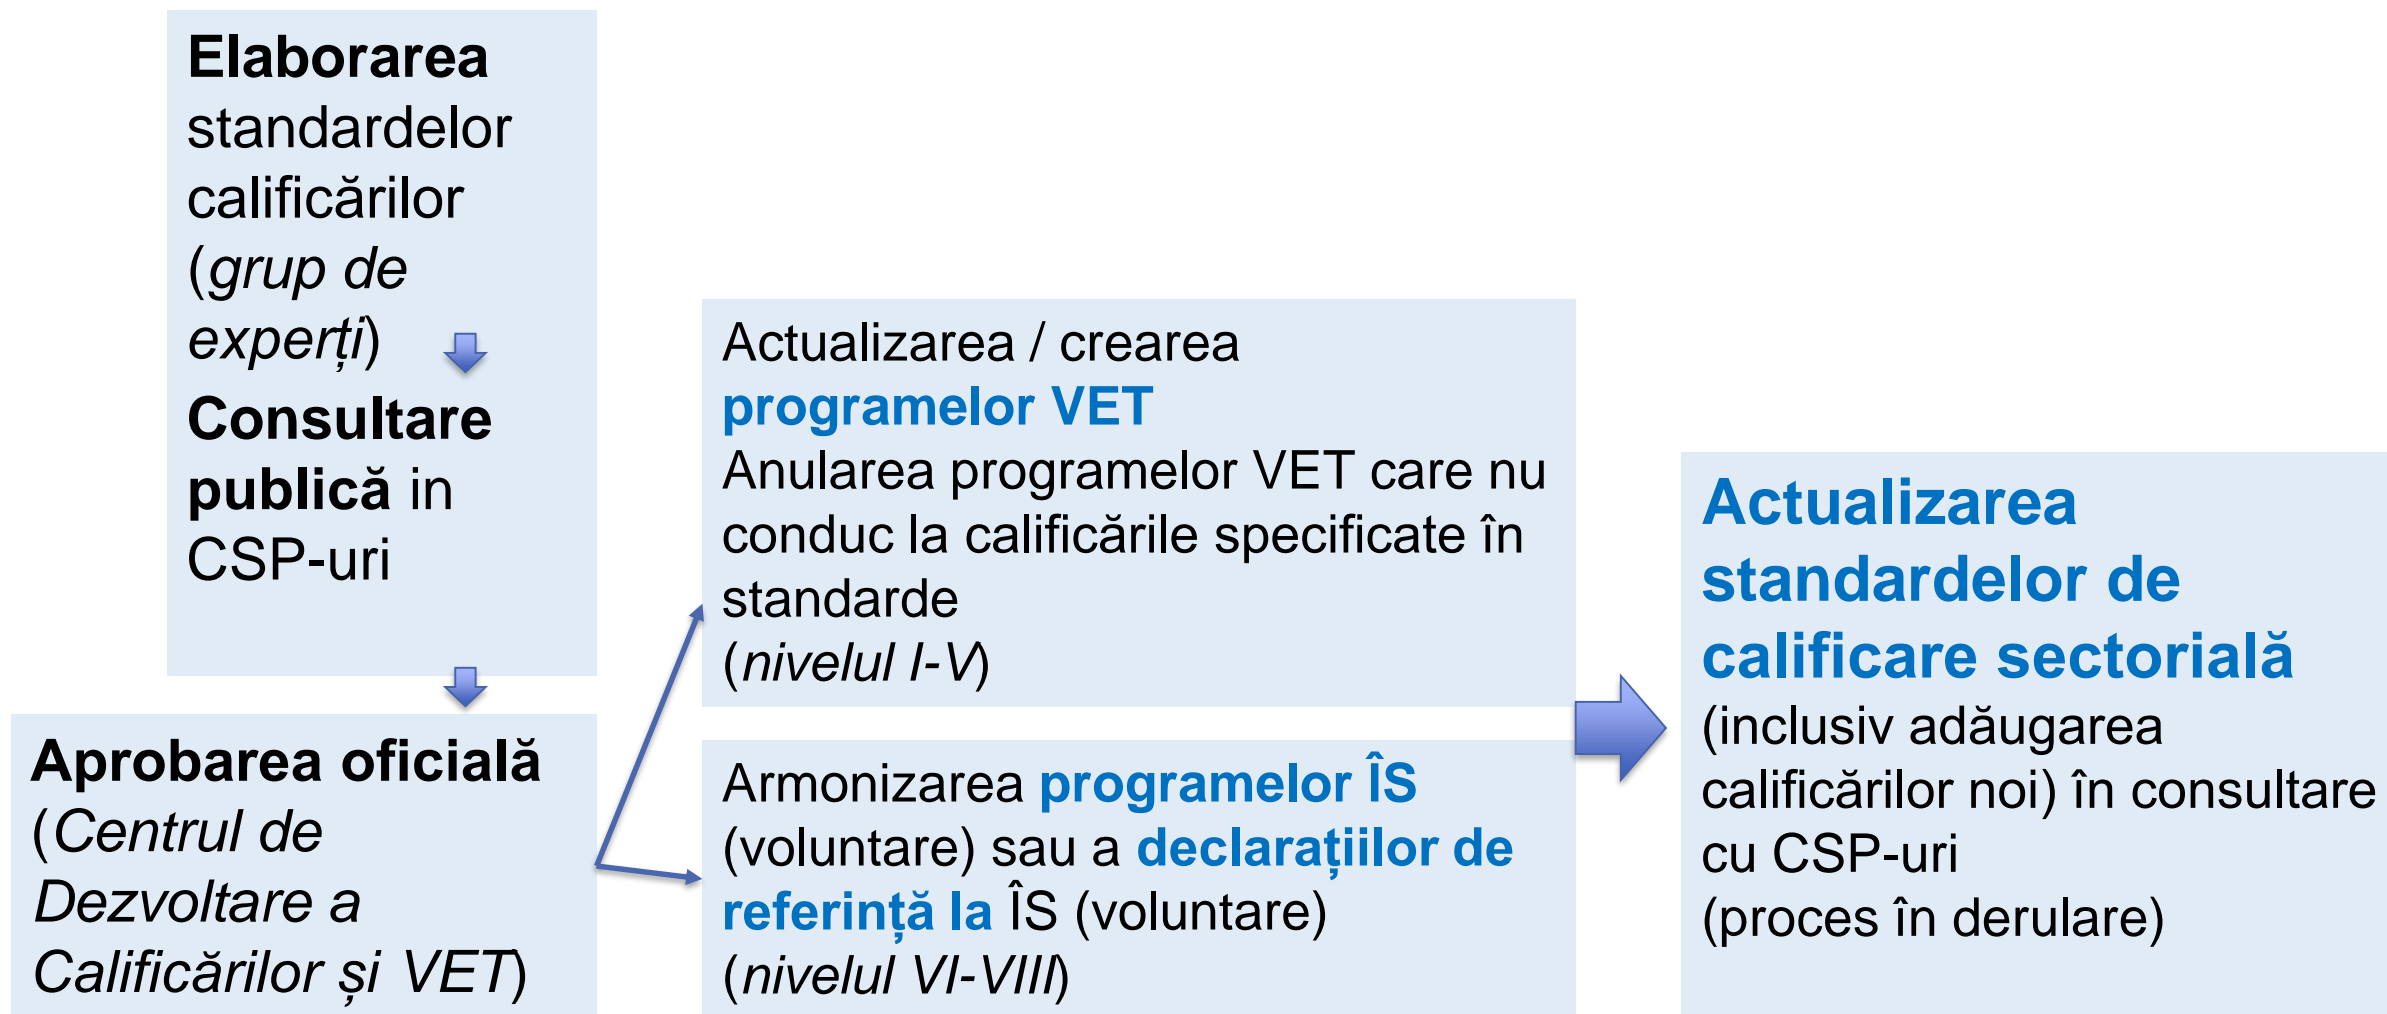 Elaborarea
standardelor
calificărilor
(grup de
experți)
Consultare
publică in
CSP-uri
Aprobarea oficială
(Centrul de
Dezvoltare a
Calificărilor și VET)
Actualizarea / crearea
programelor VET
Anularea programelor VET care nu
conduc la calificările specificate în
standarde
(nivelul I-V)
Armonizarea programelor ÎS
(voluntare) sau a declarațiilor de
referință la ÎS (voluntare)
(nivelul VI-VIII)
Actualizarea
standardelor de
calificare sectorială
(inclusiv adăugarea
calificărilor noi) în consultare
cu CSP-uri
(proces în derulare)